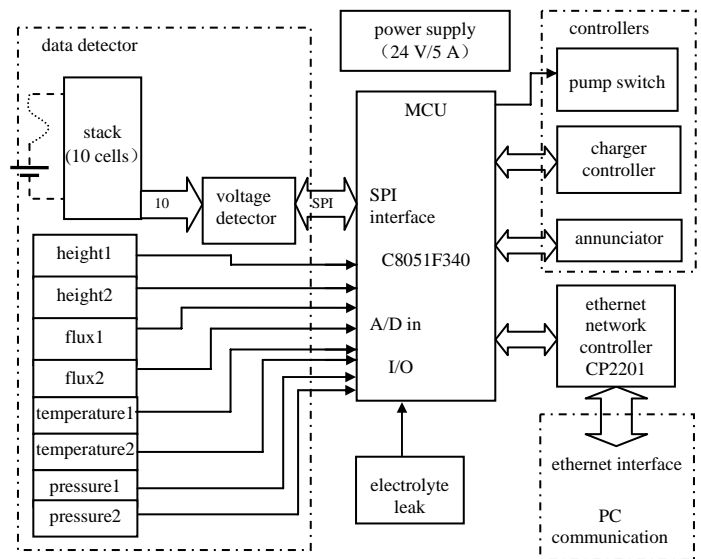 data detector
stack
(10 cells)
10
voltage
detector
SPI
height1
height2
flux1
flux2
temperature1
temperature2
pressure1
pressure2
power supply
（24 V/5 A）
MCU
SPI
interface
C8051F340
A/D in
I/O
electrolyte
leak
controllers
pump switch
charger
controller
annunciator
ethernet
network
controller
CP2201
ethernet interface
PC
communication